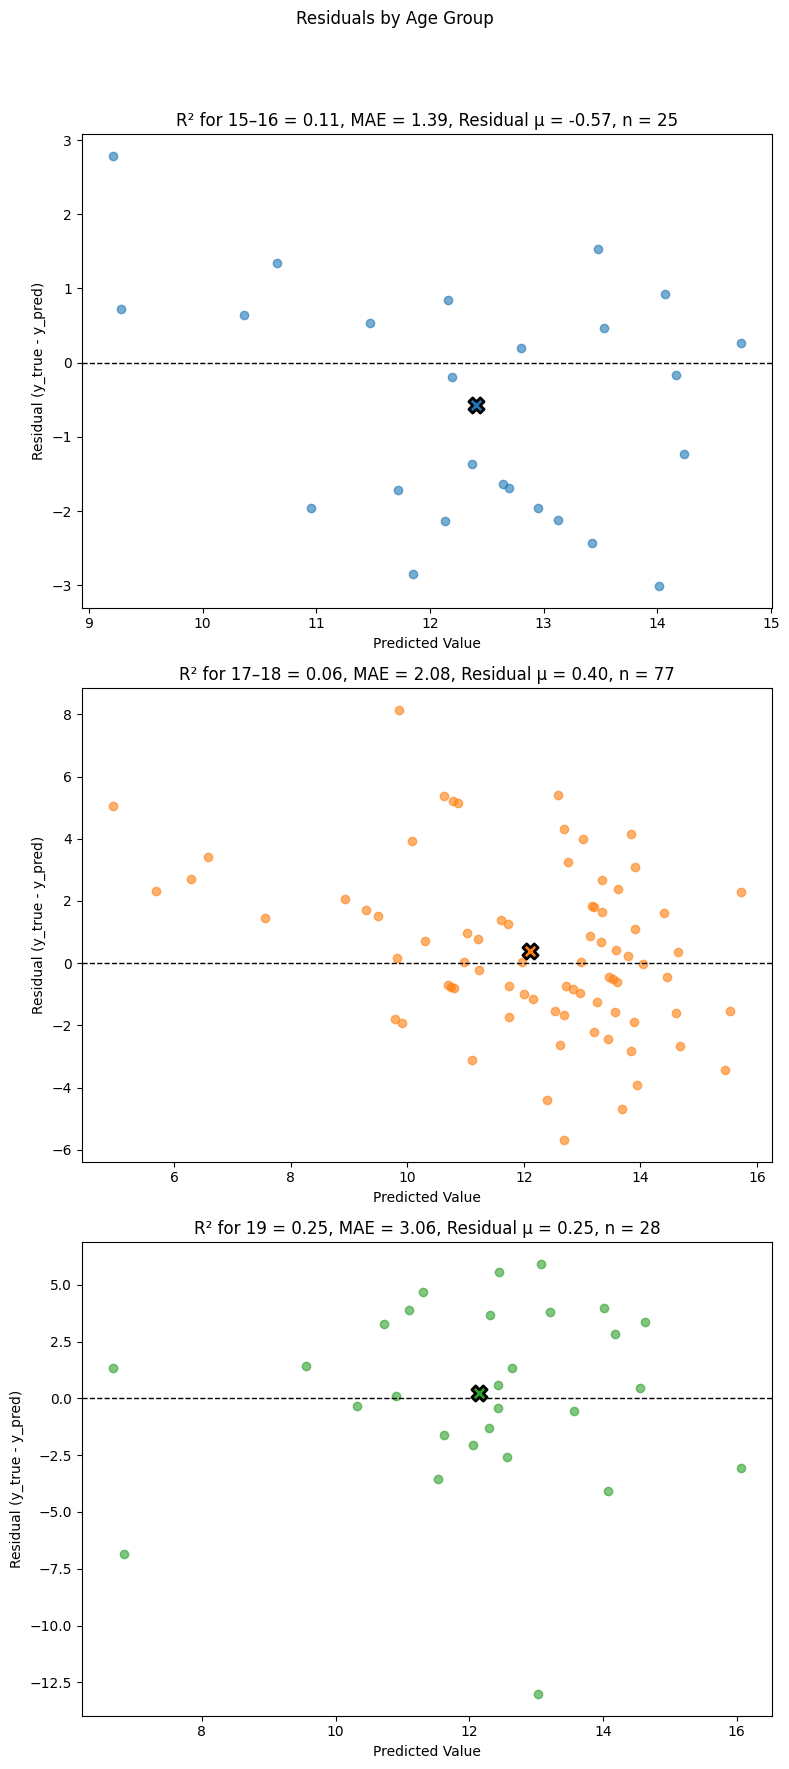 Residuals by Age Group
R² for 15–16 = 0.11, MAE = 1.39, Residual μ = -0.57, n = 25
3
2
1
0
−1
−2
−3
Residual (y_true - y_pred)
9 10 11 12 13 14 15
Predicted Value
R² for 17–18 = 0.06, MAE = 2.08, Residual μ = 0.40, n = 77
8
6
4
2
0
−2
−4
−6
Residual (y_true - y_pred)
6 8 10 12 14 16
Predicted Value
R² for 19 = 0.25, MAE = 3.06, Residual μ = 0.25, n = 28
5.0
2.5
0.0
−2.5
−5.0
−7.5
−10.0
−12.5
Residual (y_true - y_pred)
8 10 12 14 16
Predicted Value